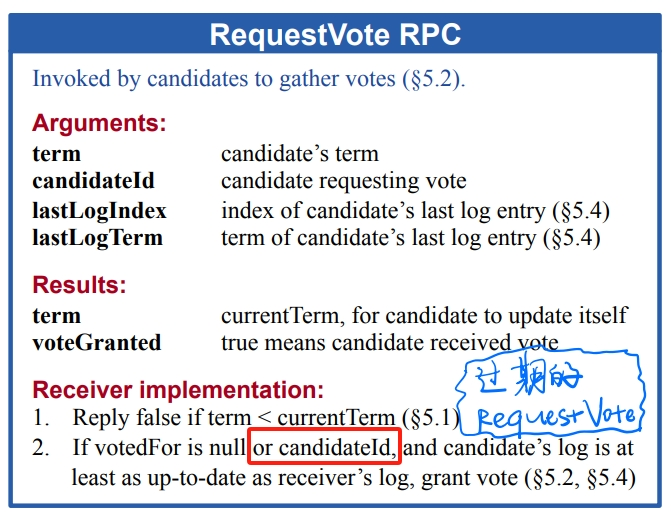 RequestVote RPC
Invoked by candidates to gather votes (§5.2).
Arguments:
term candidate's term
candidateId candidate requesting vote
lastLogIndex index of candidate's last log entry (§5.4)
lastLogTerm term of candidate's last log entry (§5.4)
Results:
term currentTerm, for candidate to update itself
voteGranted true means candidate received vote
Receiver implementation:
1. Reply false if term < currentTerm (§5.1)
过期的
RequestVote
2. If votedFor is null or candidateId, and candidate's log is at
least as up-to-date as receiver's log, grant vote (§5.2, §5.4)